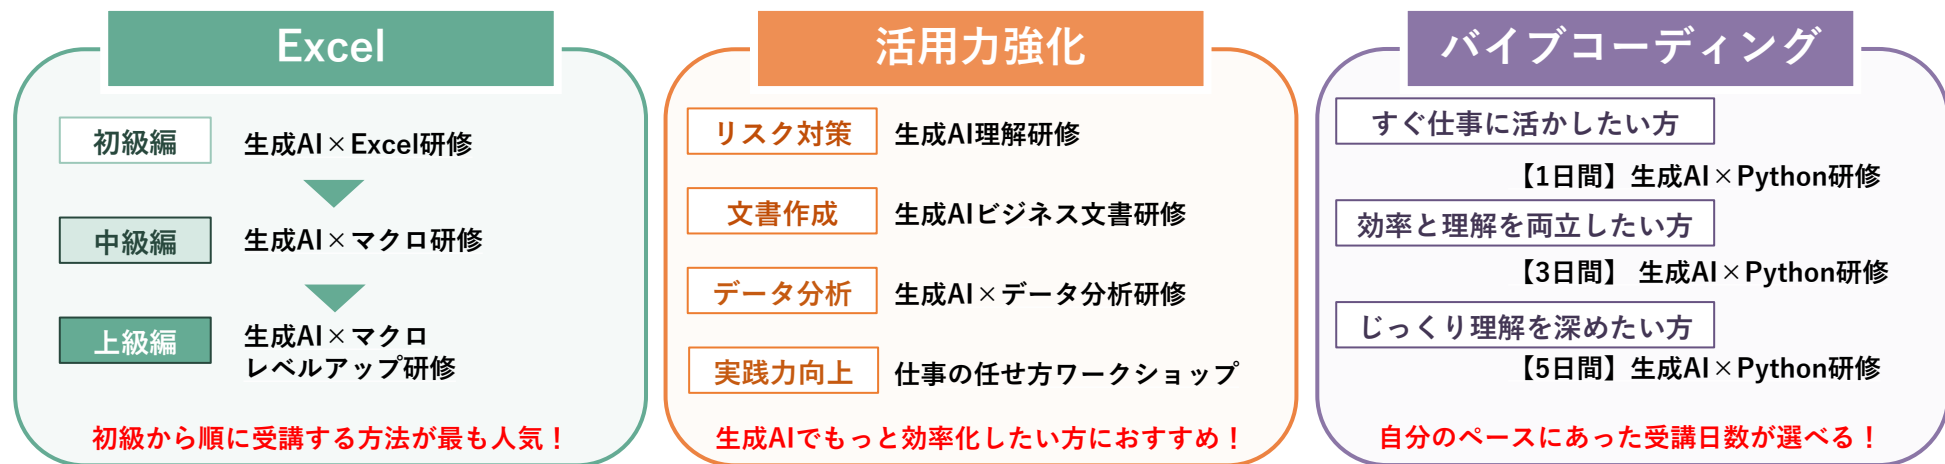 Excel
初級編
生成AI×Excel研修
中級編
生成AI×マクロ研修
上級編
生成AI×マクロ
レベルアップ研修
初級から順に受講する方法が最も人気！
活用力強化
リスク対策
生成AI理解研修
文書作成
生成AIビジネス文書研修
データ分析
生成AI×データ分析研修
実践力向上
仕事の任せ方ワークショップ
生成AIでもっと効率化したい方におすすめ！
バイブコーディング
すぐ仕事に活かしたい方
【1日間】生成AI×Python研修
効率と理解を両立したい方
【3日間】 生成AI×Python研修
じっくり理解を深めたい方
【5日間】生成AI×Python研修
自分のペースにあった受講日数が選べる！